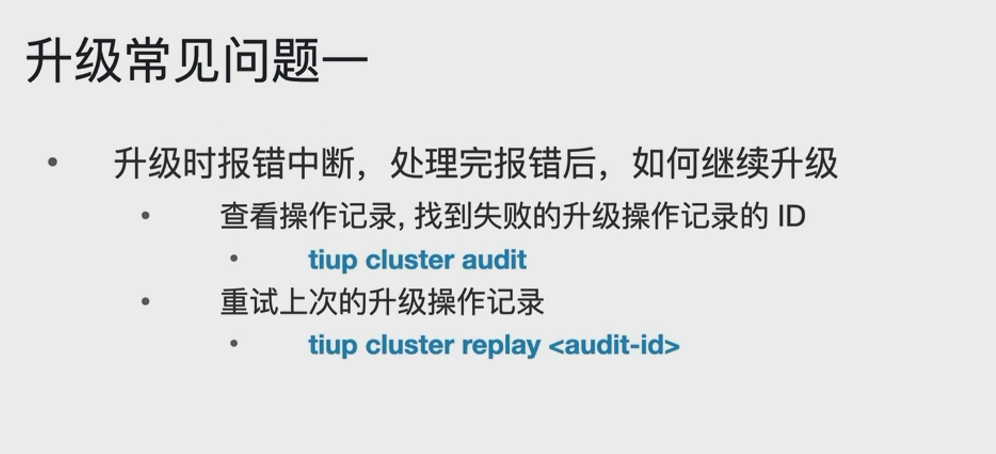 升级常见问题一
• 升级时报错中断，处理完报错后，如何继续升级
• 查看操作记录, 找到失败的升级操作记录的 ID
• tiup cluster audit
• 重试上次的升级操作记录
• tiup cluster replay <audit-id>